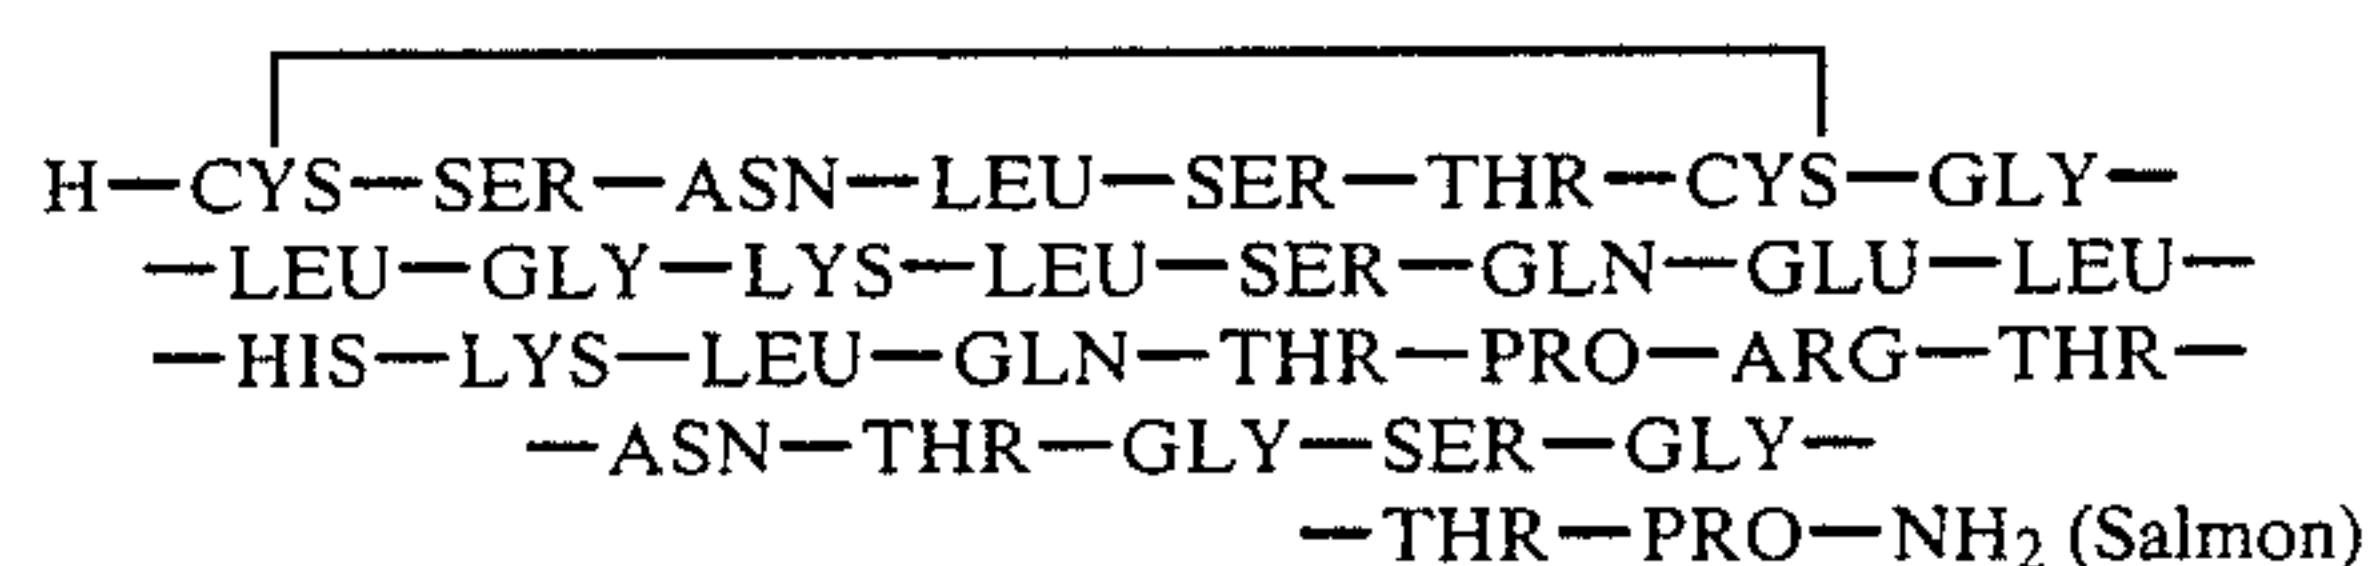 H—CYS—SER—ASN—LEU—SER—THR—CYS—GLY—
—LEU—GLY—LYS—LEU—SER—GLN—GLU—LEU—
—HIS—LYS—LEU—GLN—THR—PRO—ARG—THR—
—ASN—THR—GLY—SER—GLY—
—THR—PRO—NH₂ (Salmon)